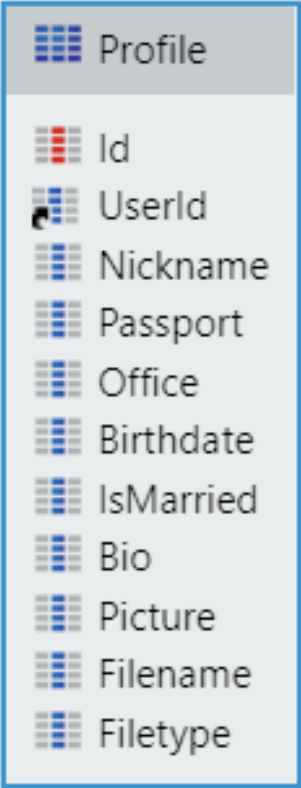 Profile
Id
UserId
Nickname
Passport
Office
Birthdate
IsMarried
Bio
Picture
Filename
Filetype